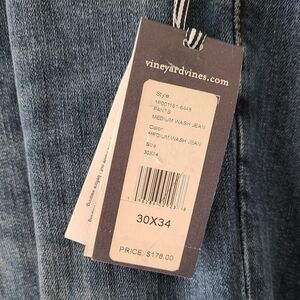 vineyardvines.com
Style:
PANTS
MEDIUM WASH JEAN
Color:
MEDIUM WASH JEAN
Size:
30X34
30X34
PRICE: $178.00